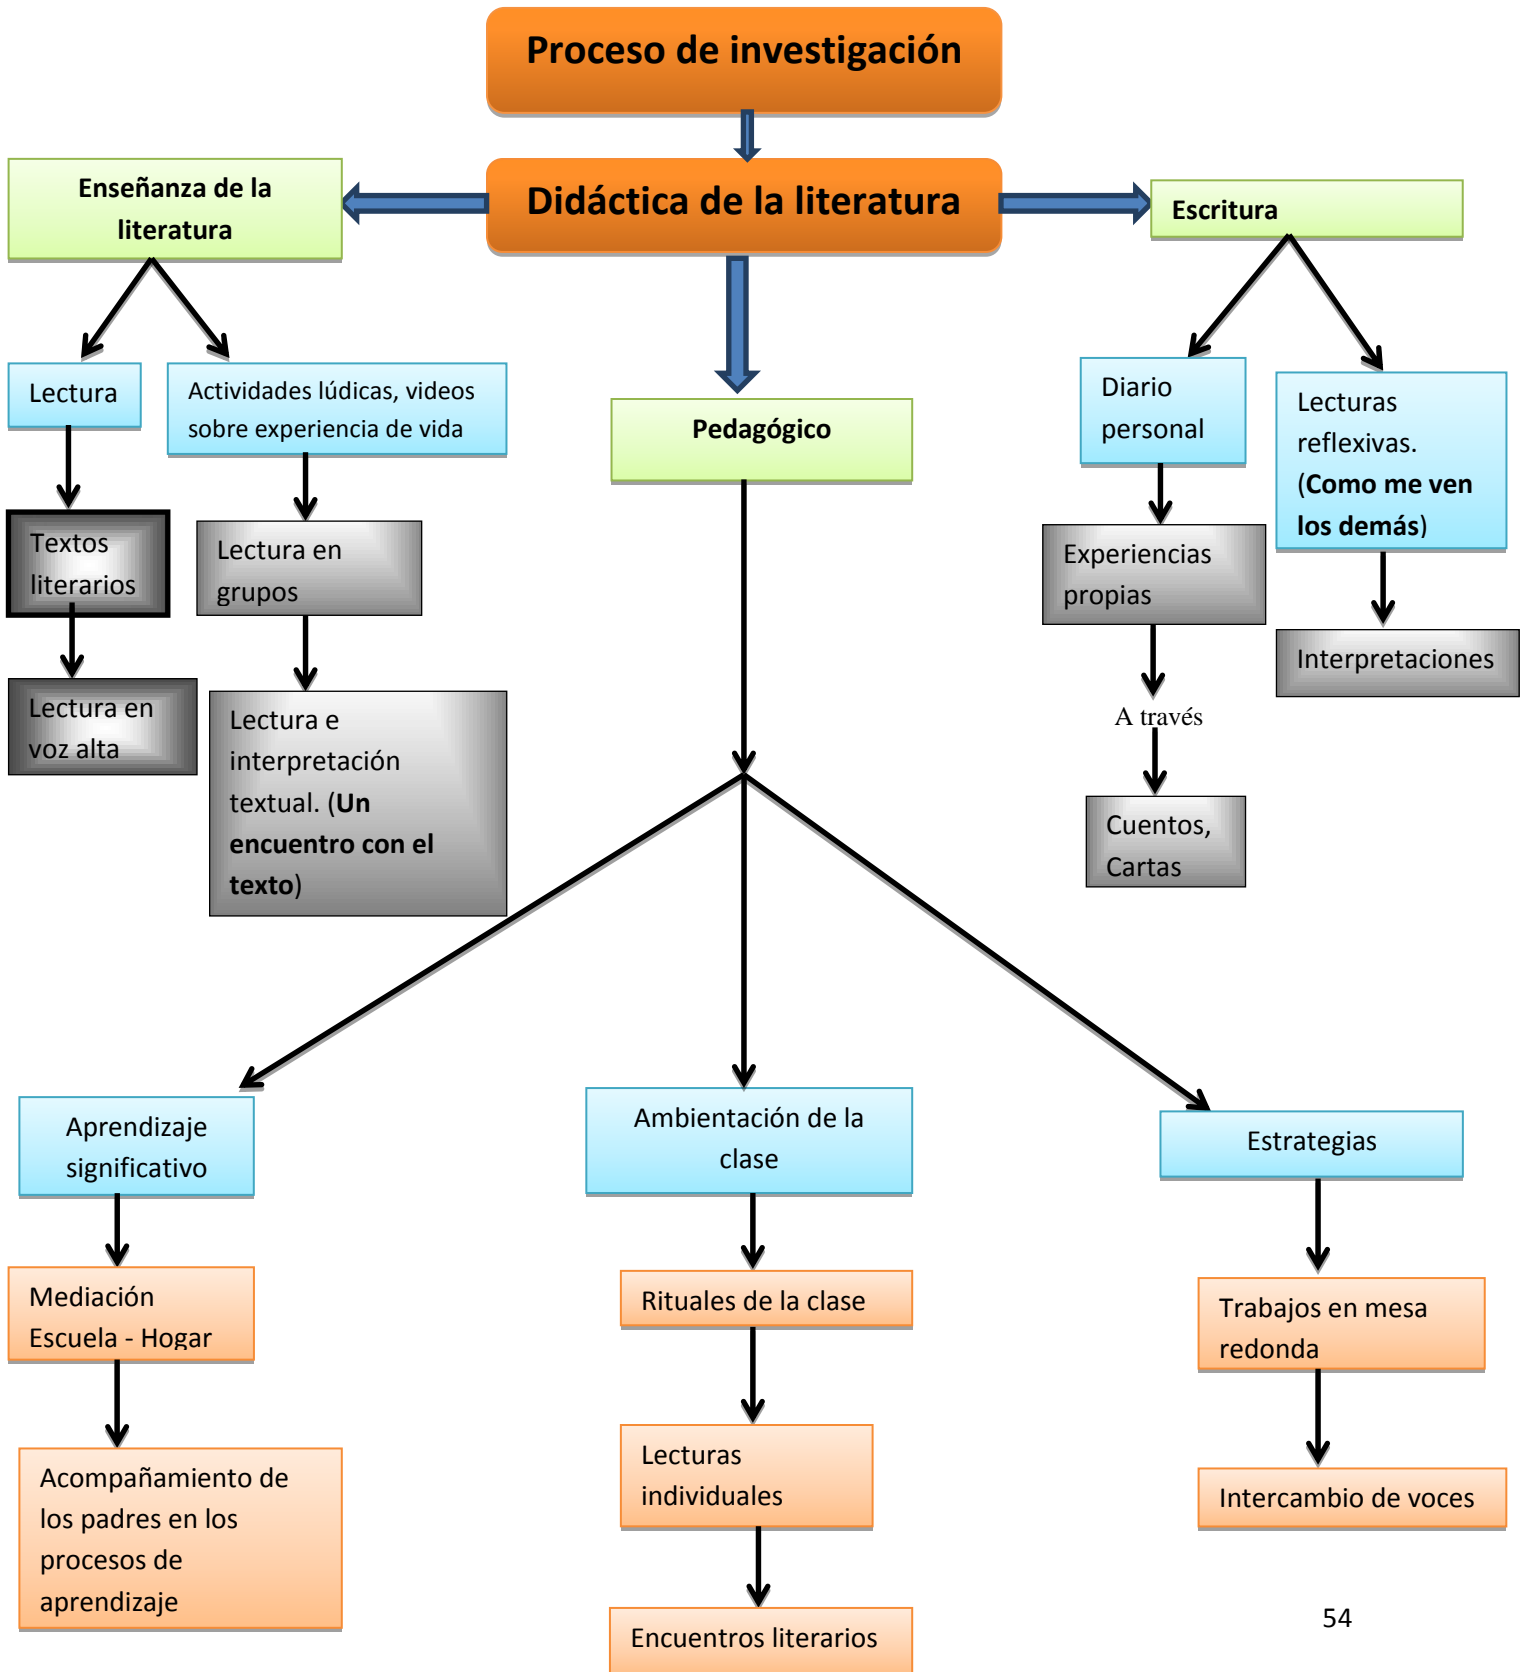 Proceso de investigación
Didáctica de la literatura
Enseñanza de la
literatura
Escritura
Lectura
Actividades lúdicas, videos
sobre experiencia de vida
Pedagógico
Diario
personal
Lecturas
reflexivas.
(Como me ven
los demás)
Textos
literarios
Lectura en
grupos
Experiencias
propias
Interpretaciones
Lectura en
voz alta
Lectura e
interpretación
textual. (Un
encuentro con el
texto)
A través
Cuentos,
Cartas
Aprendizaje
significativo
Ambientación de la
clase
Estrategias
Mediación
Escuela - Hogar
Rituales de la clase
Trabajos en mesa
redonda
Acompañamiento de
los padres en los
procesos de
aprendizaje
Lecturas
individuales
Intercambio de voces
Encuentros literarios
54